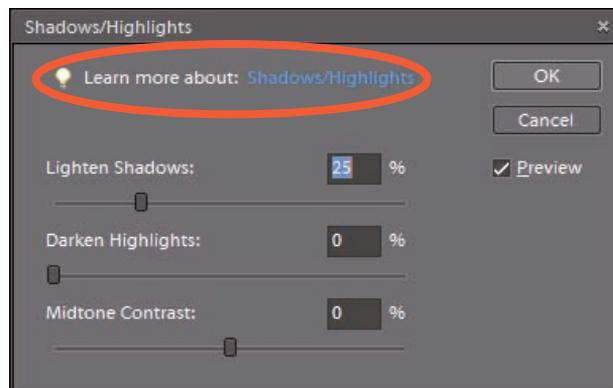 Shadows/Highlights
Learn more about: Shadows/Highlights
OK
Cancel
Lighten Shadows: 25 %
Preview
Darken Highlights: 0 %
Midtone Contrast: 0 %